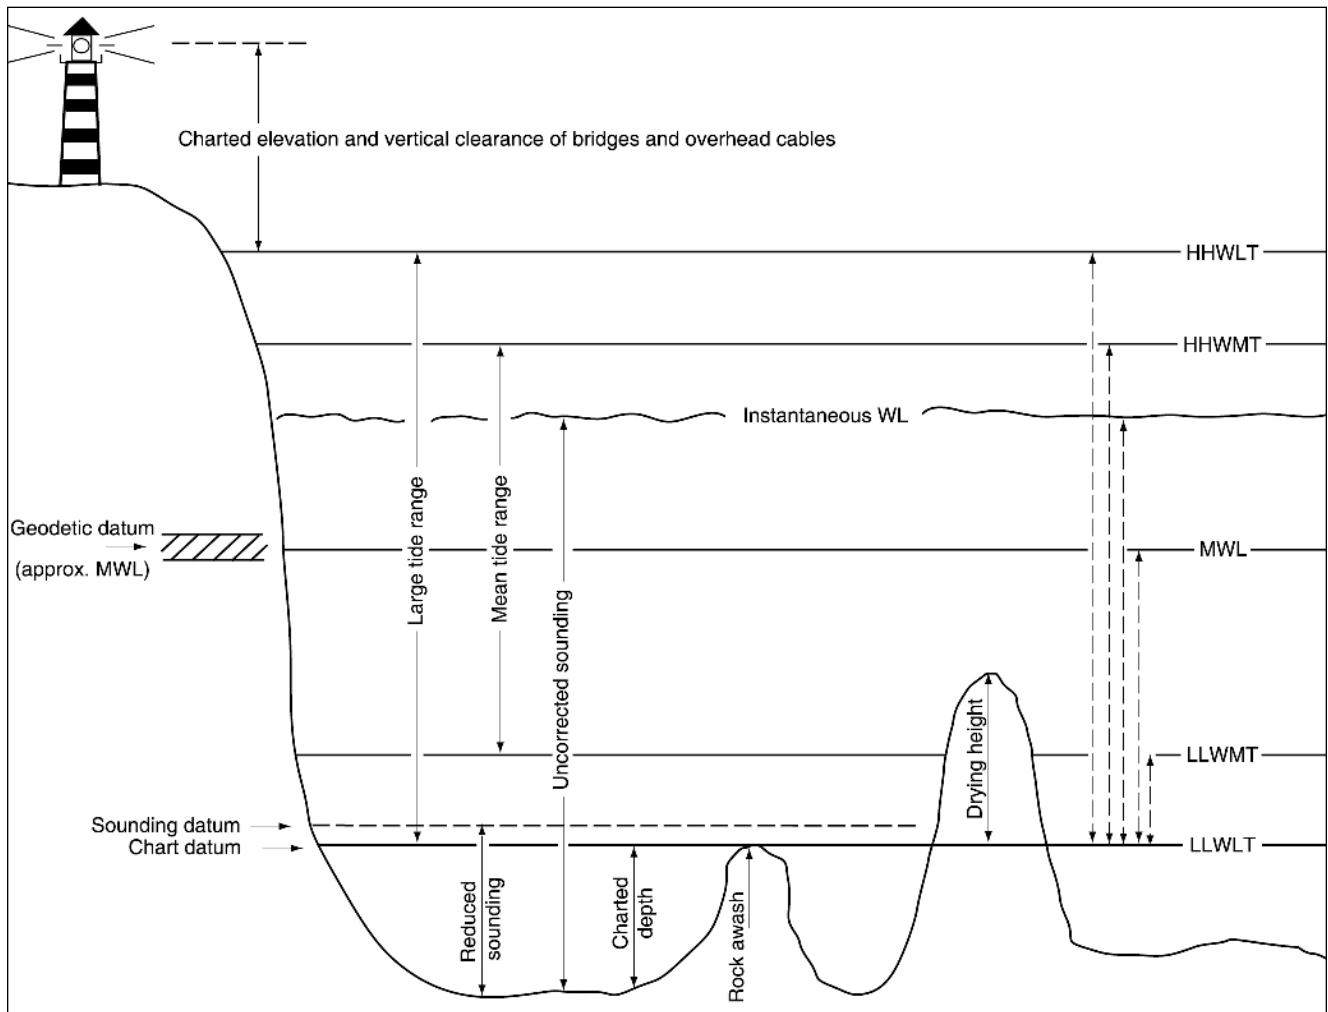 Charted elevation and vertical clearance of bridges and overhead cables
HHWLT
HHWMT
Instantaneous WL
Large tide range
Mean tide range
Uncorrected sounding
Geodetic datum
(approx. MWL)
MWL
Drying height
LLWMT
Sounding datum
Chart datum
LLWLT
Reduced
sounding
Charted
depth
Rock awash